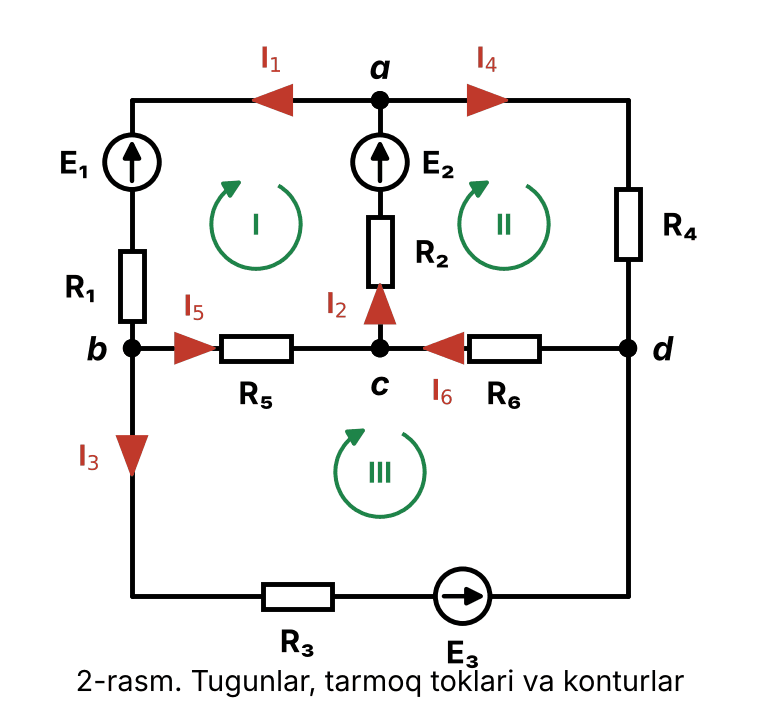 I₁
a
I₄
E₁
E₂
I
II
R₂
R₄
R₁
I₅
I₂
b
c
d
R₅
I₆
R₆
I₃
III
R₃
E₃
2-rasm. Tugunlar, tarmoq toklari va konturlar